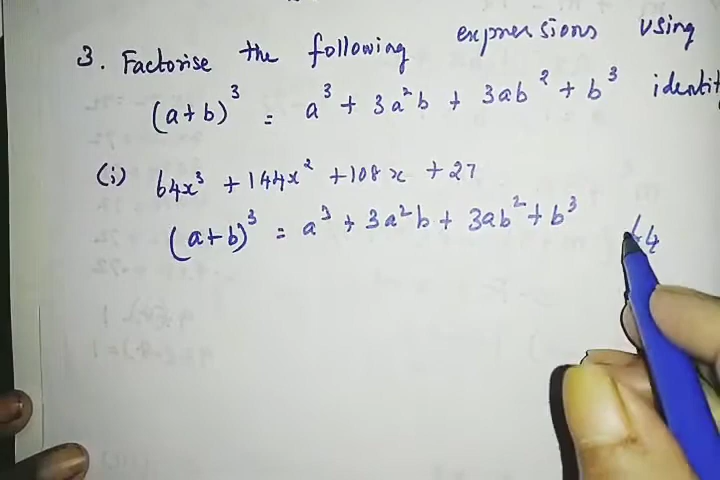 3. Factorise the following expressions using
(a+b)³ = a³ + 3a²b + 3ab² + b³ identit
(i) 64x³ + 144x² + 108x + 27
(a+b)³ = a³ + 3a²b + 3ab² + b³ 64